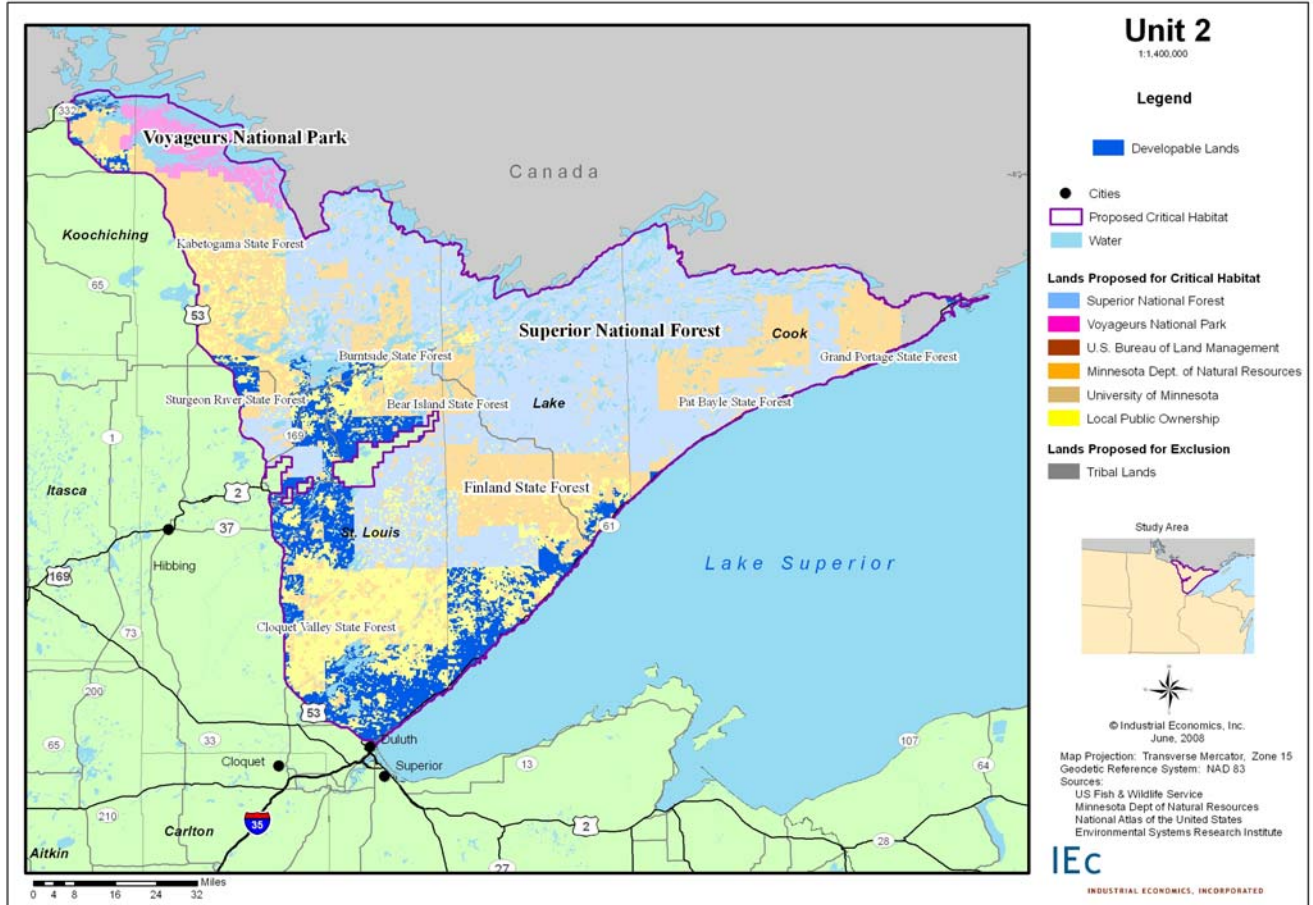 Unit 2
1:1,400,000
Legend
Developable Lands
Cities
Proposed Critical Habitat
Water
Lands Proposed for Critical Habitat
Superior National Forest
Voyageurs National Park
U.S. Bureau of Land Management
Minnesota Dept. of Natural Resources
University of Minnesota
Local Public Ownership
Lands Proposed for Exclusion
Tribal Lands
Study Area
© Industrial Economics, Inc.
June, 2008
Map Projection: Transverse Mercator, Zone 15
Geodetic Reference System: NAD 83
Sources:
US Fish & Wildlife Service
Minnesota Dept of Natural Resources
National Atlas of the United States
Environmental Systems Research Institute
IEc
INDUSTRIAL ECONOMICS, INCORPORATED
332
Voyageurs National Park
Canada
Koochiching
Kabetogama State Forest
65
53
Superior National Forest
Cook
Burntside State Forest
Grand Portage State Forest
Sturgeon River State Forest
Bear Island State Forest
Lake
Pat Bayle State Forest
1
169
Itasca
2
Finland State Forest
37
St. Louis
61
Hibbing
Lake Superior
169
73
Cloquet Valley State Forest
200
53
33
Duluth
65
Cloquet
Superior
13
107
64
210
35
Carlton
2
28
Aitkin
27
Miles
0 4 8 16 24 32